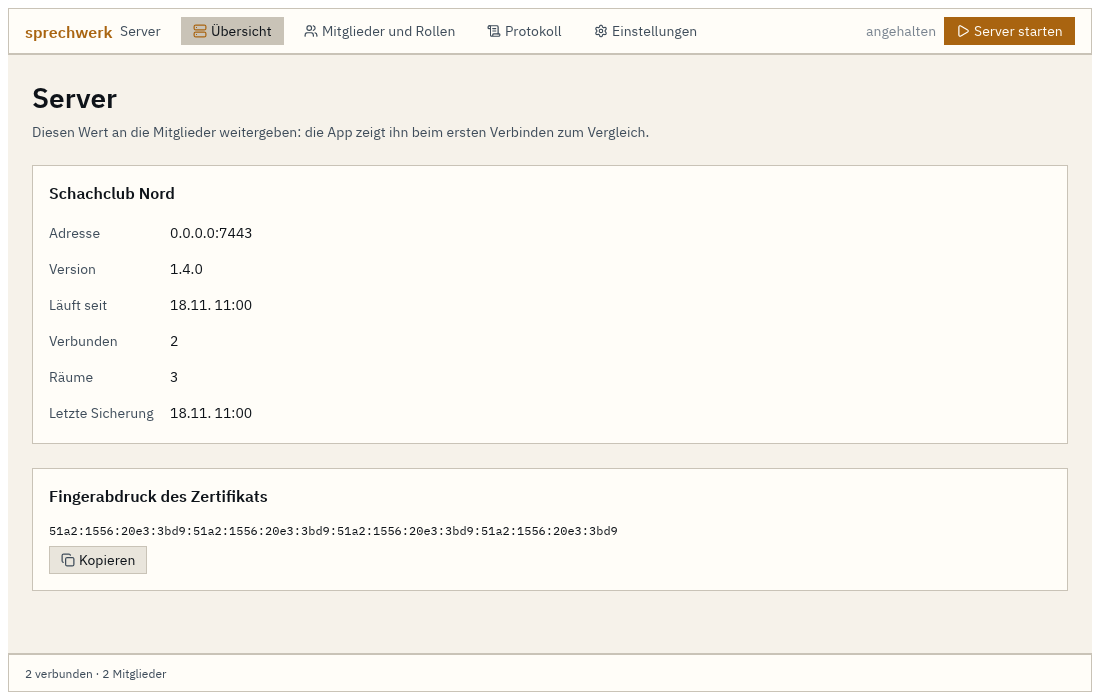 sprechwerk Server Übersicht Mitglieder und Rollen Protokoll Einstellungen angehalten Server starten
Server
Diesen Wert an die Mitglieder weitergeben: die App zeigt ihn beim ersten Verbinden zum Vergleich.
Schachclub Nord
Adresse 0.0.0.0:7443
Version 1.4.0
Läuft seit 18.11. 11:00
Verbunden 2
Räume 3
Letzte Sicherung 18.11. 11:00
Fingerabdruck des Zertifikats
51a2:1556:20e3:3bd9:51a2:1556:20e3:3bd9:51a2:1556:20e3:3bd9:51a2:1556:20e3:3bd9
Kopieren
2 verbunden · 2 Mitglieder